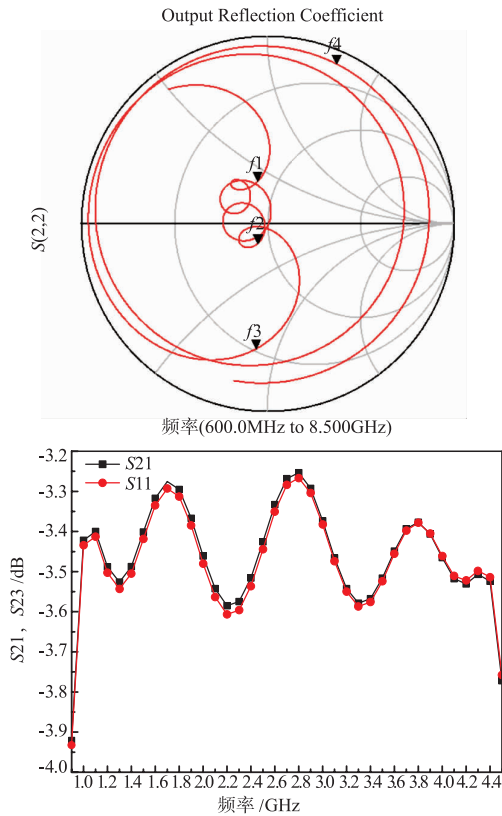 Output Reflection Coefficient
f4
f1
S(2,2)
f2
f3
频率(600.0MHz to 8.500GHz)
-3.2
S21
S11
-3.3
-3.4
-3.5
-3.6
-3.7
-3.8
-3.9
-4.0
S21, S23 /dB
1.0 1.2 1.4 1.6 1.8 2.0 2.2 2.4 2.6 2.8 3.0 3.2 3.4 3.6 3.8 4.0 4.2 4.4
频率 /GHz